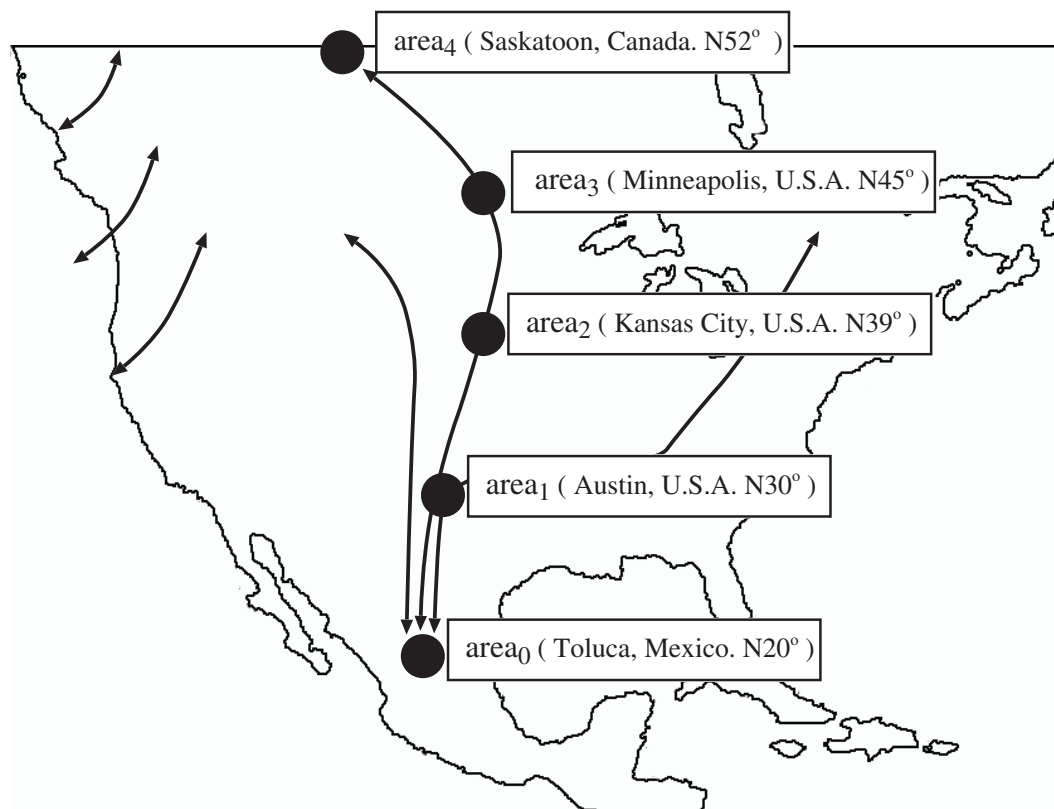 area₄ ( Saskatoon, Canada. N52° )
area₃ ( Minneapolis, U.S.A. N45° )
area₂ ( Kansas City, U.S.A. N39° )
area₁ ( Austin, U.S.A. N30° )
area₀ ( Toluca, Mexico. N20° )